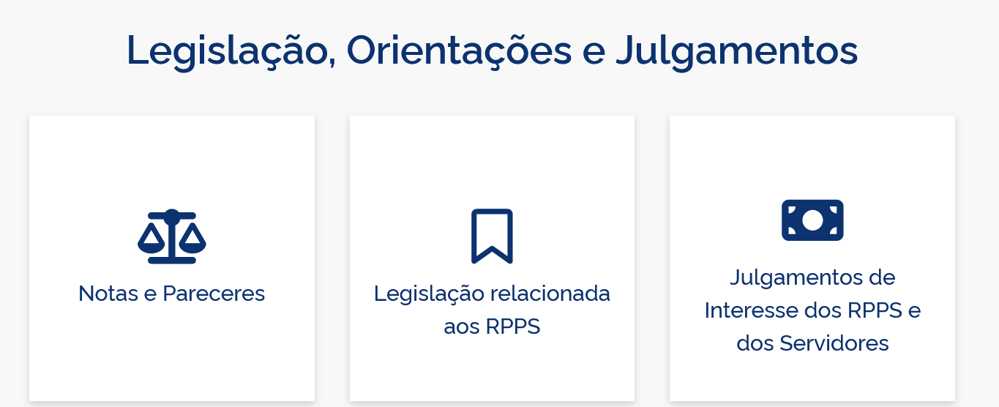 Legislação, Orientações e Julgamentos
Notas e Pareceres
Legislação relacionada
aos RPPS
Julgamentos de
Interesse dos RPPS e
dos Servidores